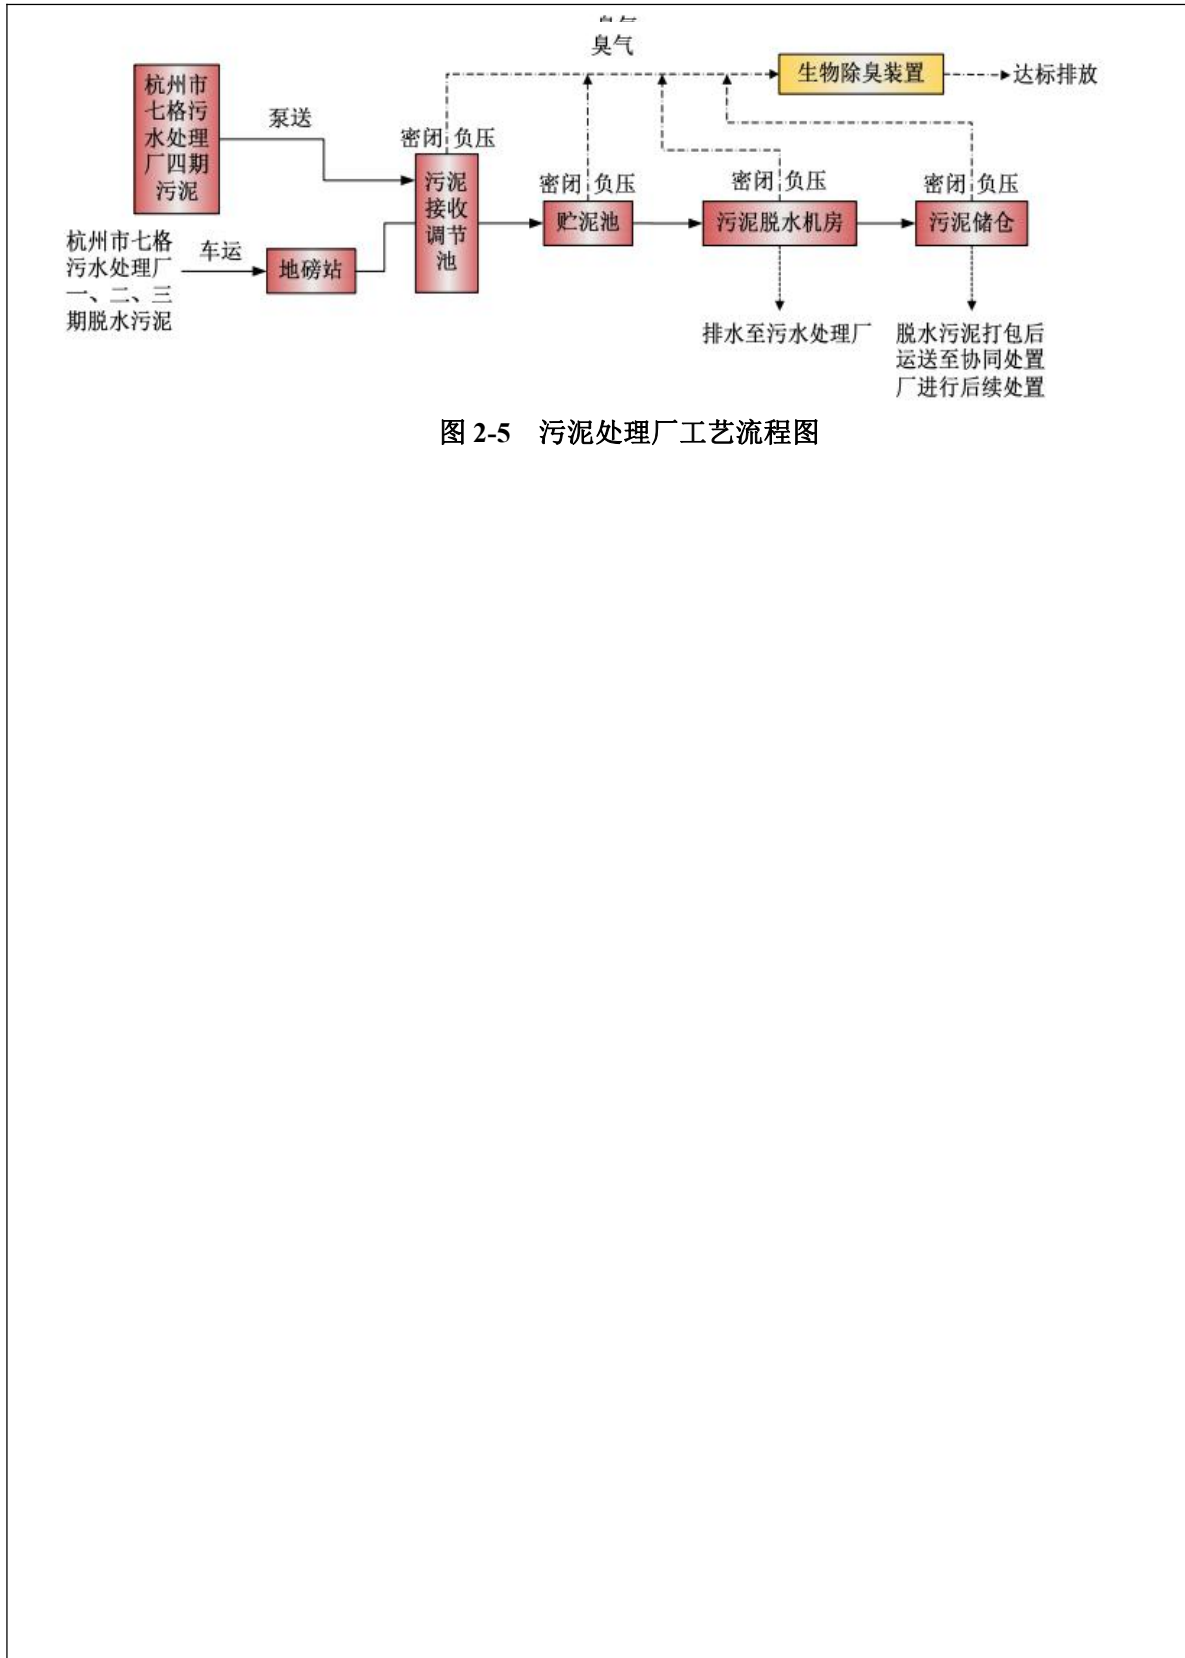 臭气
杭州市
七格污
水处理
厂四期
污泥
泵送
密闭 负压
污泥
接收
调节
池
生物除臭装置
达标排放
杭州市七格
污水处理厂
一、二、三
期脱水污泥
车运
地磅站
密闭 负压
贮泥池
密闭 负压
污泥脱水机房
密闭 负压
污泥储仓
排水至污水处理厂
脱水污泥打包后
运送至协同处置
厂进行后续处置
图 2-5 污泥处理厂工艺流程图